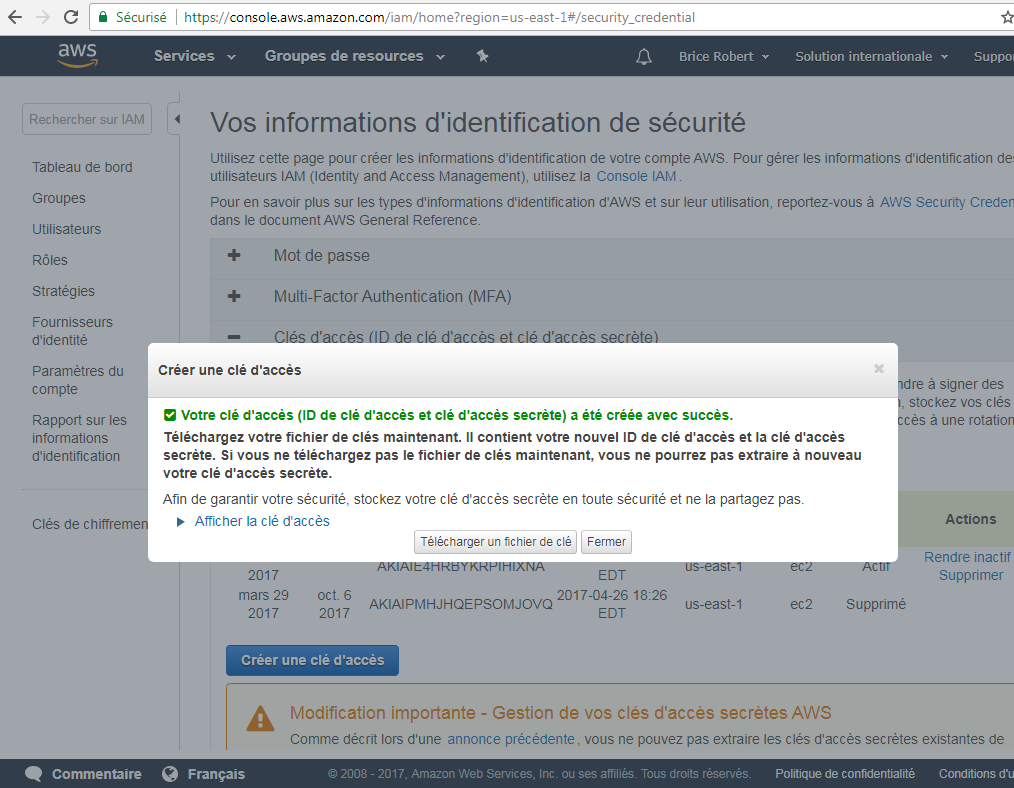 Sécurisé | https://console.aws.amazon.com/iam/home?region=us-east-1#/security_credential
aws Services Groupes de resources Brice Robert Solution internationale Suppo
Rechercher sur IAM
Tableau de bord
Groupes
Utilisateurs
Rôles
Stratégies
Fournisseurs
d'identité
Paramètres du
compte
Rapport sur les
informations
d'identification
Clés de chiffremen
Vos informations d'identification de sécurité
Utilisez cette page pour créer les informations d'identification de votre compte AWS. Pour gérer les informations d'identification des
utilisateurs IAM (Identity and Access Management), utilisez la Console IAM .
Pour en savoir plus sur les types d'informations d'identification d'AWS et sur leur utilisation, reportez-vous à AWS Security Creden
dans le document AWS General Reference.
Mot de passe
Multi-Factor Authentication (MFA)
Clés d'accès (ID de clé d'accès et clé d'accès secrète)
ndre à signer des
, stockez vos clés
ccès à une rotation
Créer une clé d'accès
Votre clé d'accès (ID de clé d'accès et clé d'accès secrète) a été créée avec succès.
Téléchargez votre fichier de clés maintenant. Il contient votre nouvel ID de clé d'accès et la clé d'accès
secrète. Si vous ne téléchargez pas le fichier de clés maintenant, vous ne pourrez pas extraire à nouveau
votre clé d'accès secrète.
Afin de garantir votre sécurité, stockez votre clé d'accès secrète en toute sécurité et ne la partagez pas.
Afficher la clé d'accès
Télécharger un fichier de clé Fermer
Actions
2017 AKIAIE4HRBYKRPIHIXNA EDT us-east-1 ec2 Actif Rendre inactif
Supprimer
mars 29 oct. 6 AKIAIPMHJHQEPSOMJOVQ 2017-04-26 18:26 us-east-1 ec2 Supprimé
2017 2017 EDT
Créer une clé d'accès
Modification importante - Gestion de vos clés d'accès secrètes AWS
Comme décrit lors d'une annonce précédente, vous ne pouvez pas extraire les clés d'accès secrètes existantes de
Commentaire Français © 2008 - 2017, Amazon Web Services, Inc. ou ses affiliés. Tous droits réservés. Politique de confidentialité Conditions d'u